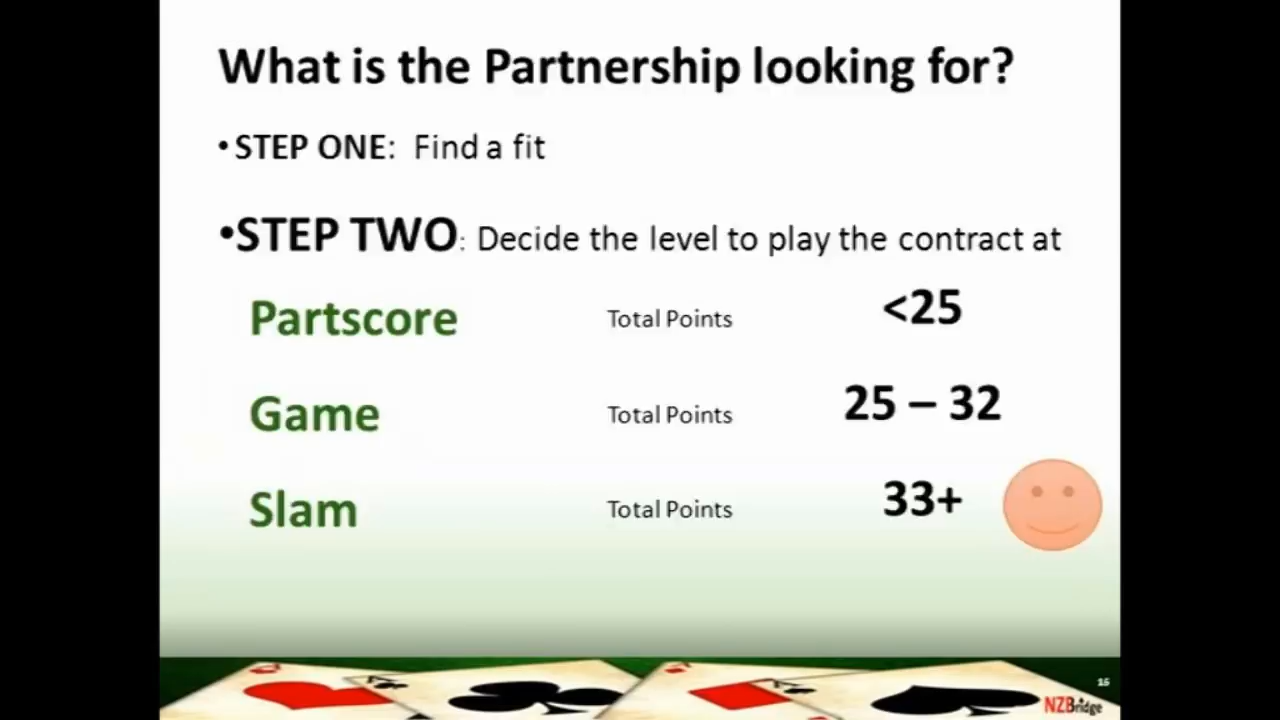 What is the Partnership looking for?
• STEP ONE: Find a fit
•STEP TWO: Decide the level to play the contract at
Partscore Total Points <25
Game Total Points 25 – 32
Slam Total Points 33+
15
NZBridge